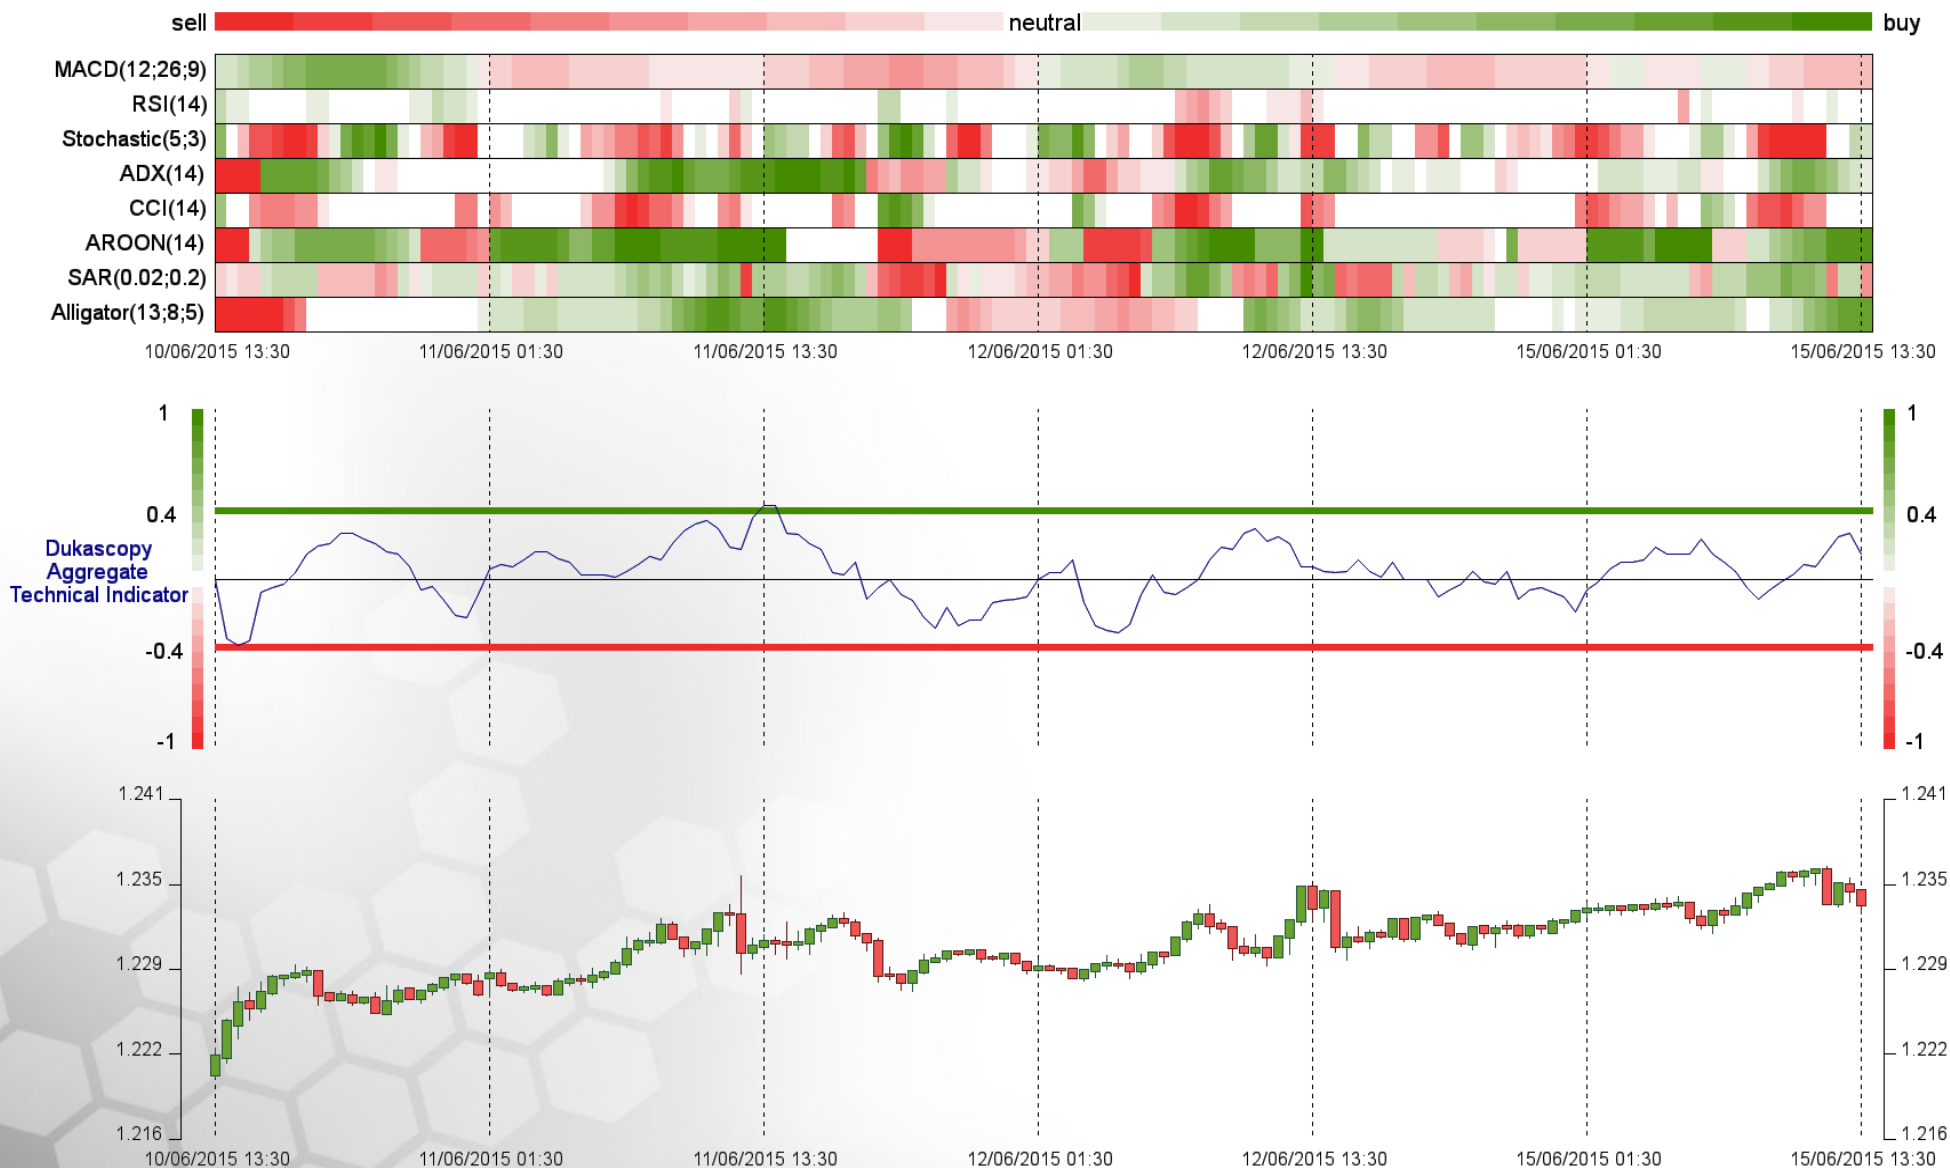 sell neutral buy
MACD(12;26;9)
RSI(14)
Stochastic(5;3)
ADX(14)
CCI(14)
AROON(14)
SAR(0.02;0.2)
Alligator(13;8;5)
10/06/2015 13:30 11/06/2015 01:30 11/06/2015 13:30 12/06/2015 01:30 12/06/2015 13:30 15/06/2015 01:30 15/06/2015 13:30
1 1
0.4 0.4
Dukascopy
Aggregate
Technical Indicator
-0.4 -0.4
-1 -1
1.241 1.241
1.235 1.235
1.229 1.229
1.222 1.222
1.216 1.216
10/06/2015 13:30 11/06/2015 01:30 11/06/2015 13:30 12/06/2015 01:30 12/06/2015 13:30 15/06/2015 01:30 15/06/2015 13:30